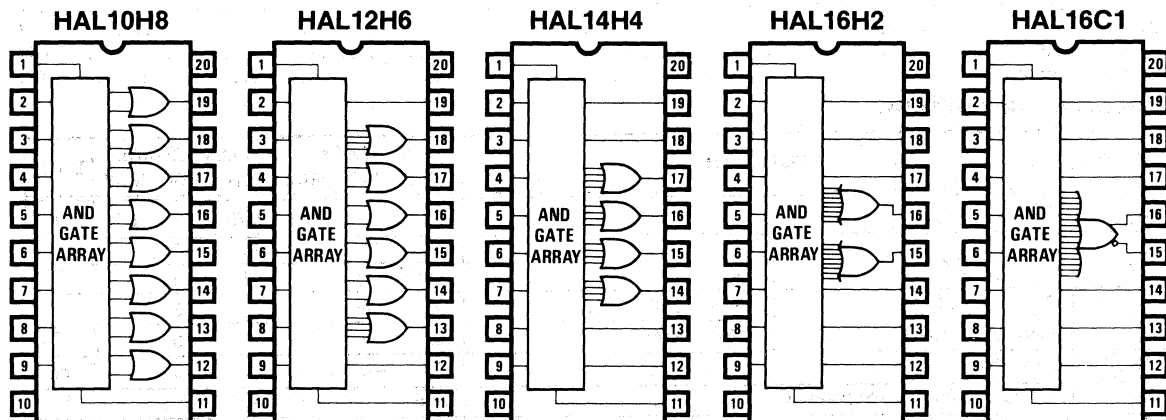 HAL10H8 HAL12H6 HAL14H4 HAL16H2 HAL16C1
1 20 1 20 1 20 1 20 1 20
2 19 2 19 2 19 2 19 2 19
3 18 3 18 3 18 3 18 3 18
4 17 4 17 4 17 4 17 4 17
5 AND 16 5 AND 16 5 AND 16 5 AND 16 5 AND 16
GATE GATE GATE GATE GATE
6 ARRAY 15 6 ARRAY 15 6 ARRAY 15 6 ARRAY 15 6 ARRAY 15
7 14 7 14 7 14 7 14 7 14
8 13 8 13 8 13 8 13 8 13
9 12 9 12 9 12 9 12 9 12
10 11 10 11 10 11 10 11 10 11